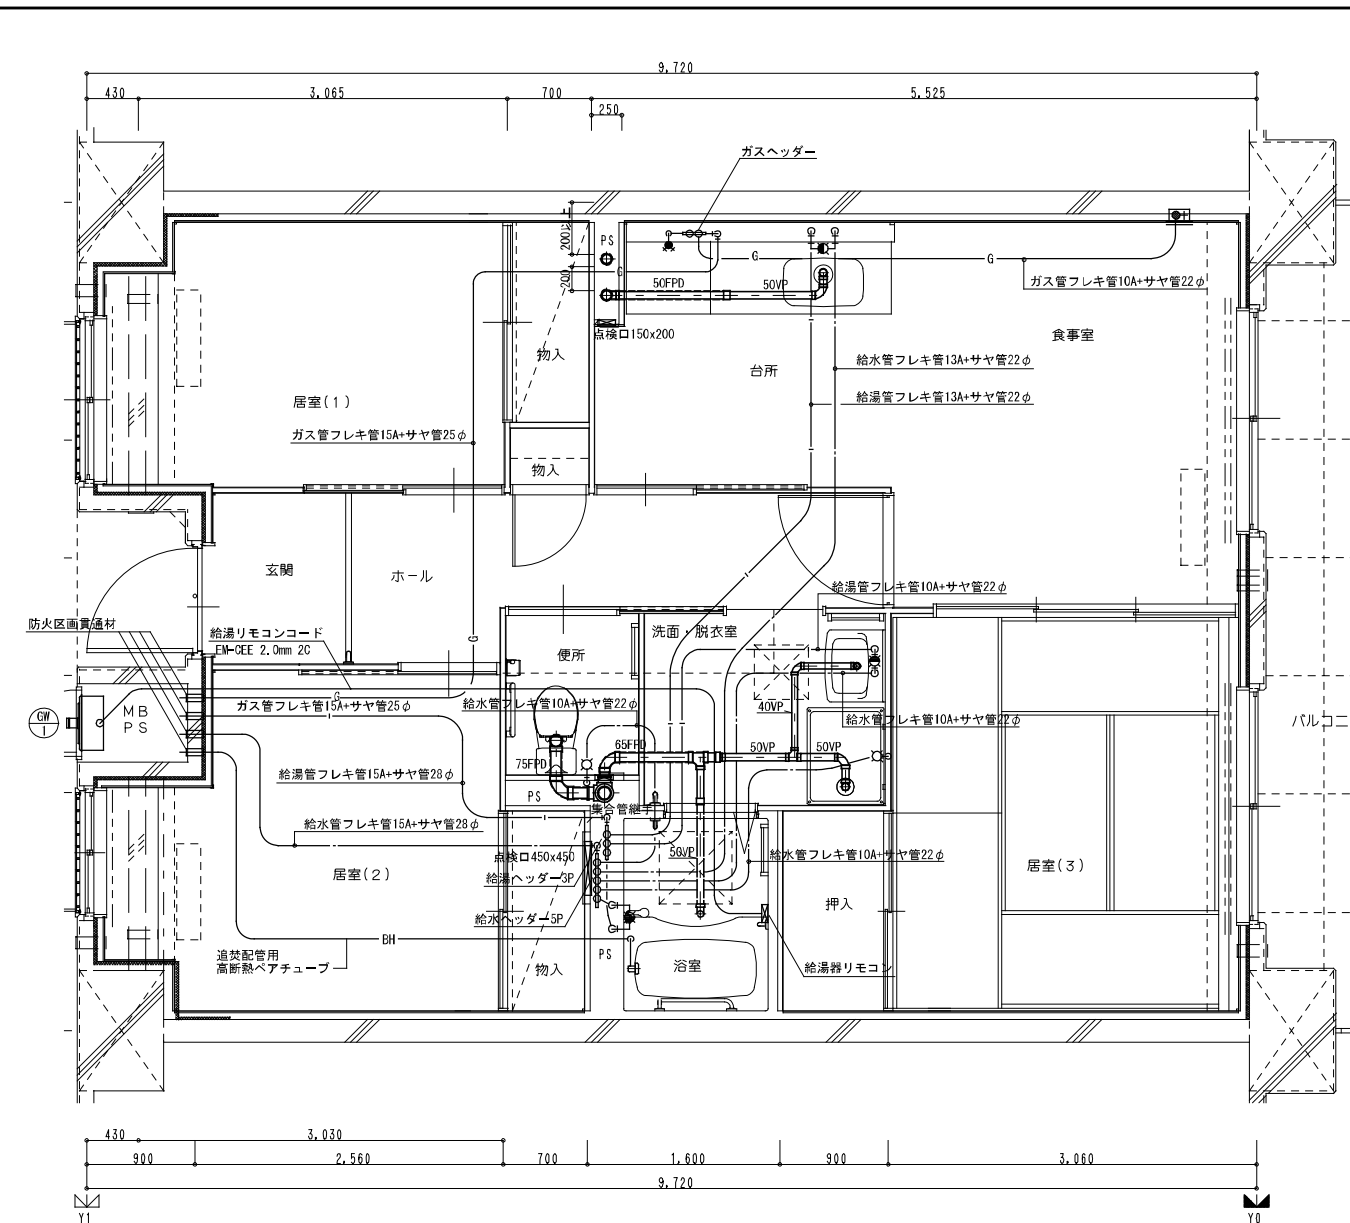 9,720
430
3,065
700
5,525
250
ガスヘッダー
200以上
PS
200
G
G
G
50FPD
50VP
ガス管フレキ管10A+サヤ管22φ
点検口150x200
食事室
物入
台所
給水管フレキ管13A+サヤ管22φ
居室(1)
給湯管フレキ管13A+サヤ管22φ
ガス管フレキ管15A+サヤ管25φ
物入
玄関
ホール
給湯管フレキ管10A+サヤ管22φ
防火区画貫通材
給湯リモコンコード
EM-CEE 2.0mm 2C
G
洗面・脱衣室
便所
G
MB
PS
GW
1
ガス管フレキ管15A+サヤ管25φ
給水管フレキ管10A+サヤ管22φ
40VP
給水管フレキ管10A+サヤ管22φ
バルコニ
65FPD
50VP
50VP
75FPD
給湯管フレキ管15A+サヤ管28φ
PS
集合管継手
給水管フレキ管15A+サヤ管28φ
点検口450x450
50VP
給水管フレキ管10A+サヤ管22φ
居室(2)
給湯ヘッダー3P
居室(3)
押入
給水ヘッダー5P
BH
追焚配管用
高断熱ペアチューブ
PS
物入
浴室
給湯器リモコン
430
3,030
900
2,560
700
1,600
900
3,060
9,720
Y1
Y0